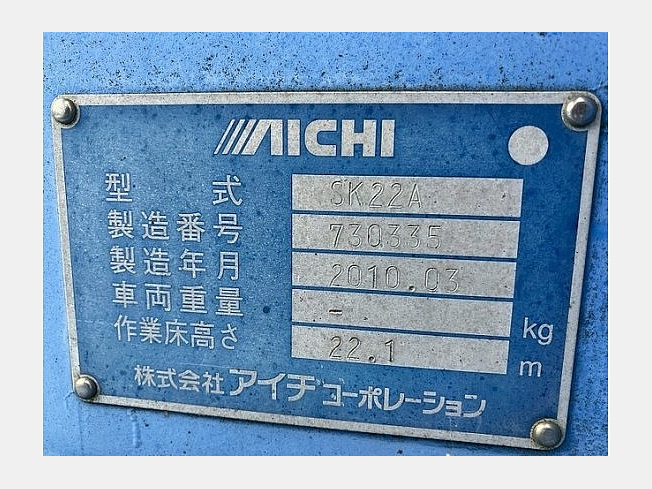 AICHI
型式 SK22A
製造番号 730335
製造年月 2010.03
車両重量 - kg
作業床高さ 22.1 m
株式会社アイチコーポレーション